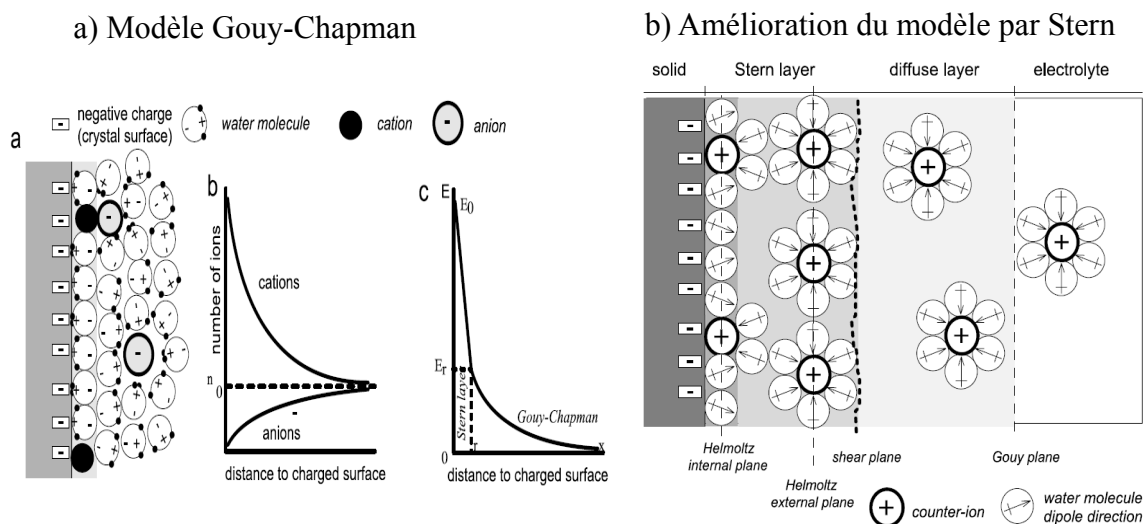 a) Modèle Gouy-Chapman
b) Amélioration du modèle par Stern
a
- negative charge
(crystal surface)
water molecule
cation
- anion
b
number of ions
cations
n
0
-
anions
distance to charged surface
c
E
E0
Er
Stern layer
Gouy-Chapman
0
r
x
distance to charged surface
solid
Stern layer
diffuse layer
electrolyte
Helmoltz
internal plane
Helmoltz
external plane
shear plane
Gouy plane
+ counter-ion
water molecule
dipole direction